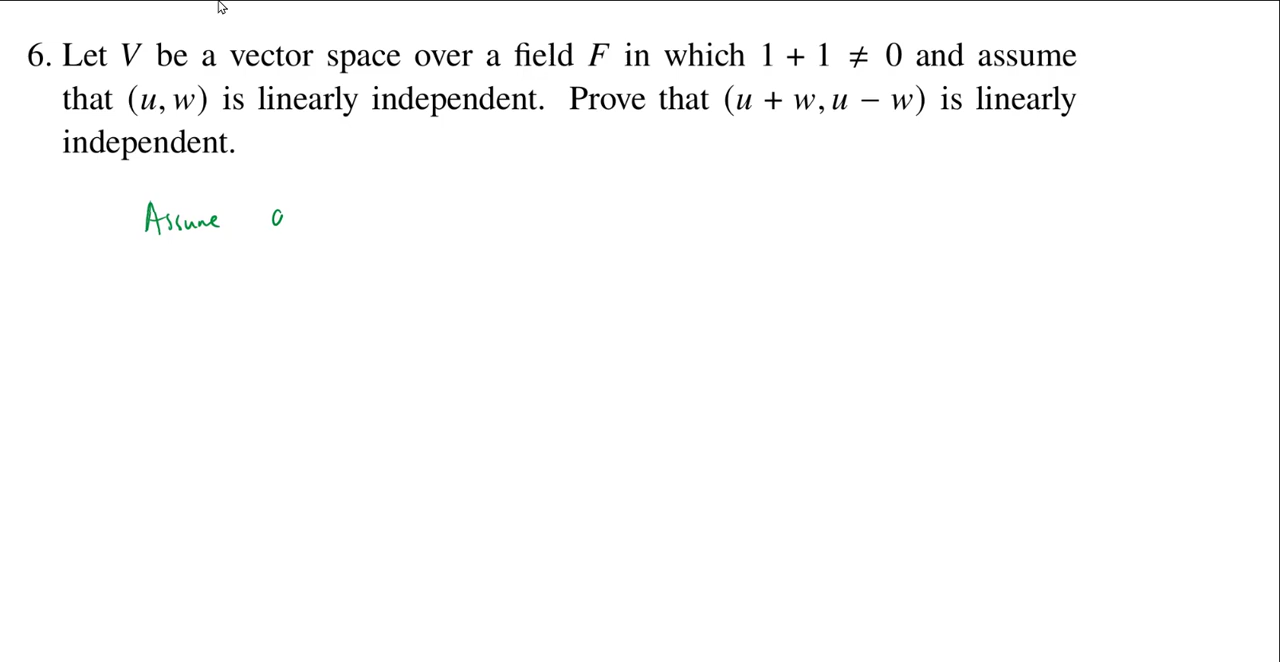 6. Let V be a vector space over a field F in which 1 + 1 ≠ 0 and assume
that (u, w) is linearly independent. Prove that (u + w, u − w) is linearly
independent.
Assume